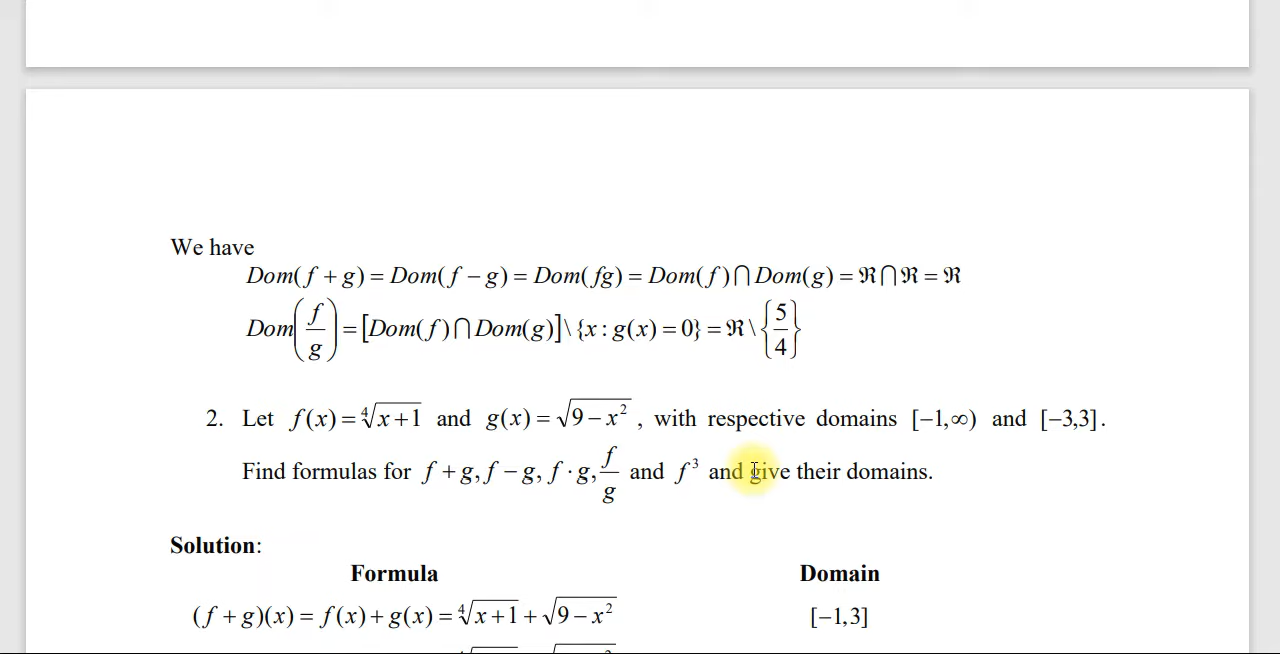 We have
Dom(f + g) = Dom(f − g) = Dom(fg) = Dom(f) ⋂ Dom(g) = ℜ ⋂ ℜ = ℜ
Dom(f/g) = [Dom(f) ⋂ Dom(g)] \ {x : g(x) = 0} = ℜ \ {5/4}
2. Let f(x) = ∜(x+1) and g(x) = √(9 − x²) , with respective domains [−1,∞) and [−3,3].
Find formulas for f + g, f − g, f · g, f/g and f³ and give their domains.
Solution:
Formula Domain
(f + g)(x) = f(x) + g(x) = ∜(x+1) + √(9 − x²) [−1,3]